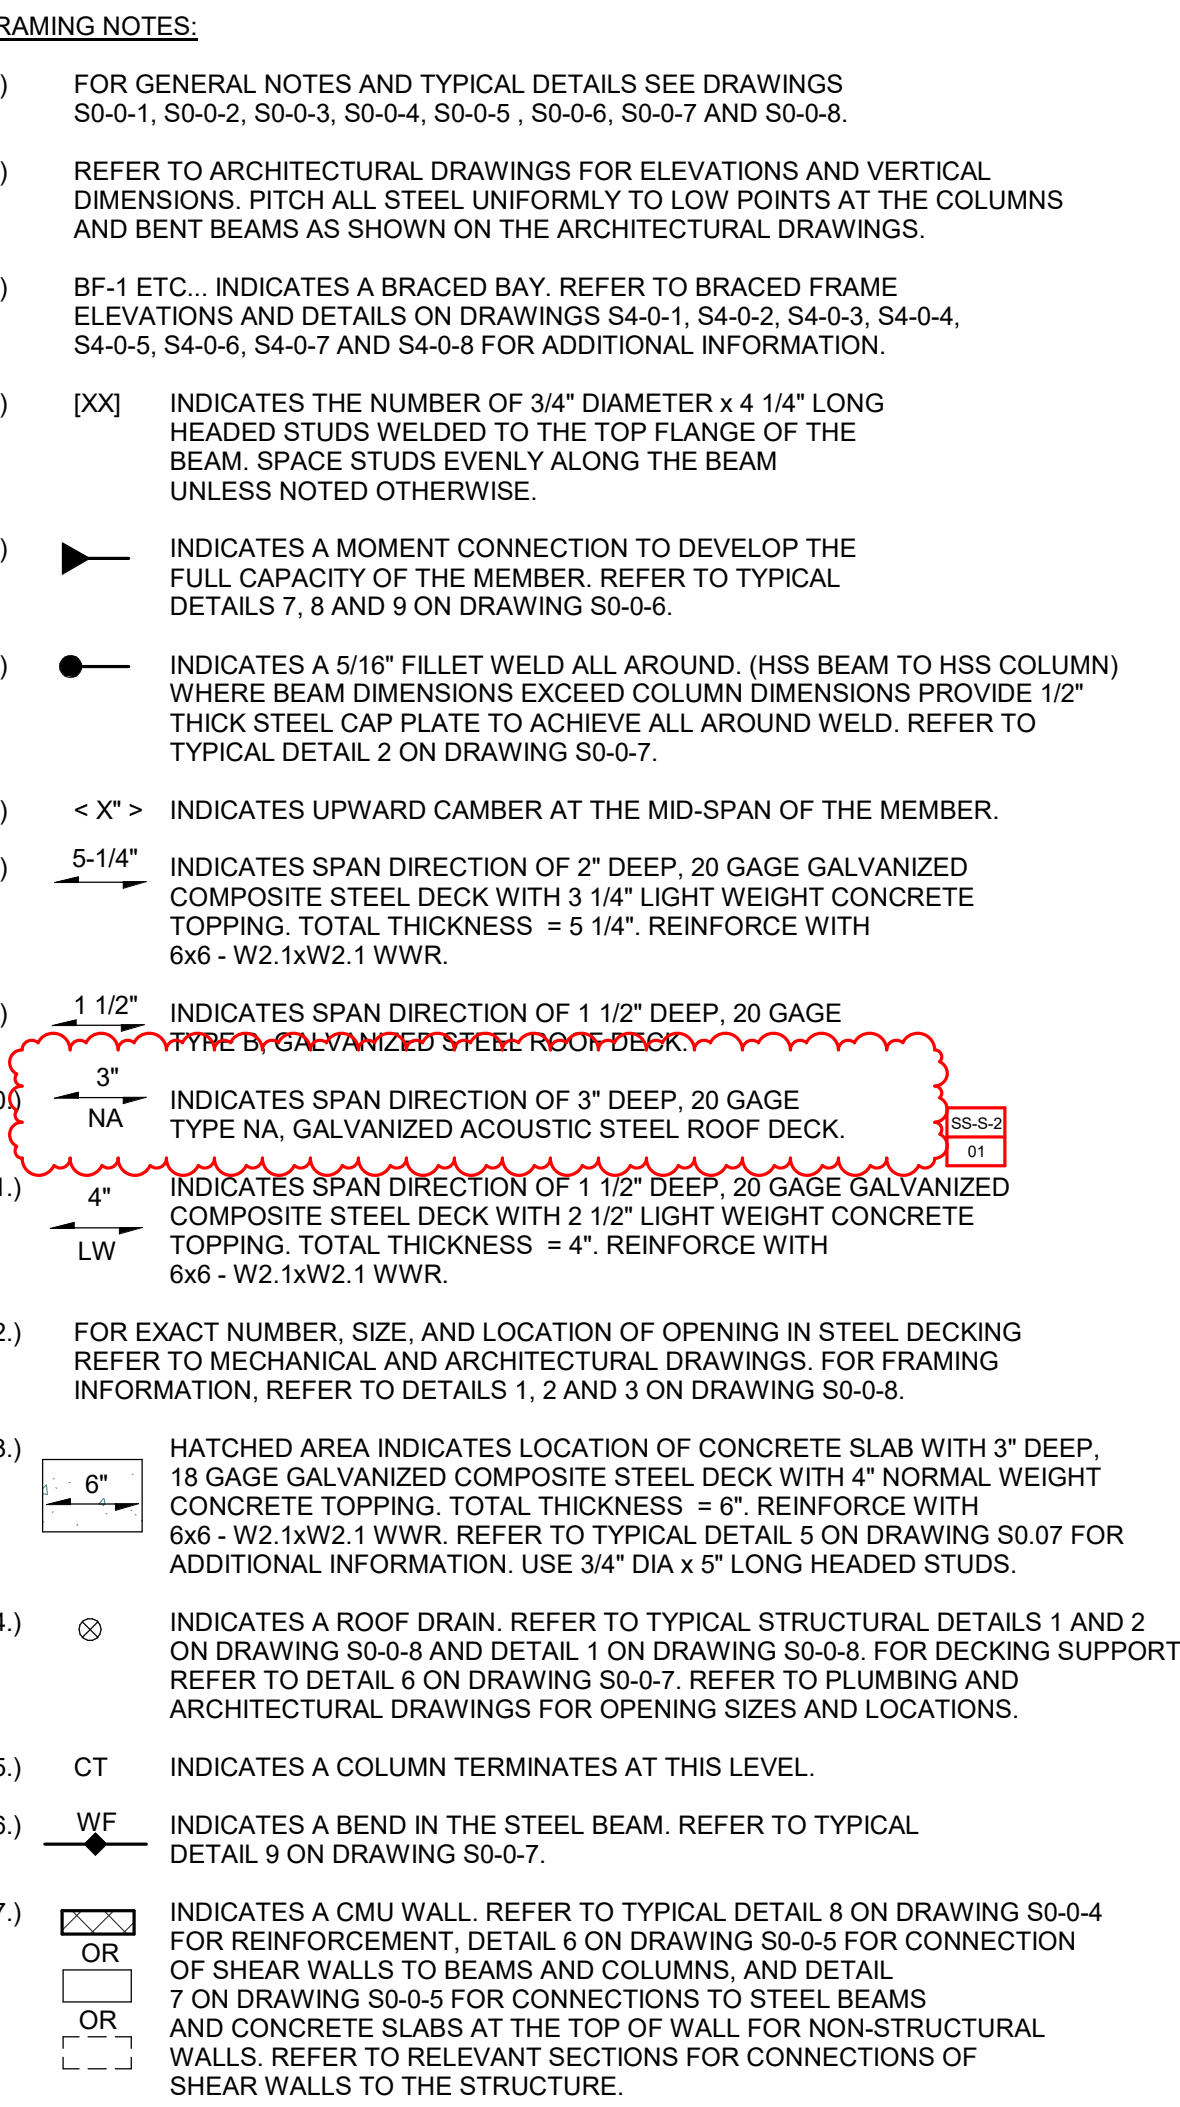 RAMING NOTES:
) FOR GENERAL NOTES AND TYPICAL DETAILS SEE DRAWINGS
S0-0-1, S0-0-2, S0-0-3, S0-0-4, S0-0-5 , S0-0-6, S0-0-7 AND S0-0-8.
) REFER TO ARCHITECTURAL DRAWINGS FOR ELEVATIONS AND VERTICAL
DIMENSIONS. PITCH ALL STEEL UNIFORMLY TO LOW POINTS AT THE COLUMNS
AND BENT BEAMS AS SHOWN ON THE ARCHITECTURAL DRAWINGS.
) BF-1 ETC... INDICATES A BRACED BAY. REFER TO BRACED FRAME
ELEVATIONS AND DETAILS ON DRAWINGS S4-0-1, S4-0-2, S4-0-3, S4-0-4,
S4-0-5, S4-0-6, S4-0-7 AND S4-0-8 FOR ADDITIONAL INFORMATION.
) [XX] INDICATES THE NUMBER OF 3/4" DIAMETER x 4 1/4" LONG
HEADED STUDS WELDED TO THE TOP FLANGE OF THE
BEAM. SPACE STUDS EVENLY ALONG THE BEAM
UNLESS NOTED OTHERWISE.
) INDICATES A MOMENT CONNECTION TO DEVELOP THE
FULL CAPACITY OF THE MEMBER. REFER TO TYPICAL
DETAILS 7, 8 AND 9 ON DRAWING S0-0-6.
) INDICATES A 5/16" FILLET WELD ALL AROUND. (HSS BEAM TO HSS COLUMN)
WHERE BEAM DIMENSIONS EXCEED COLUMN DIMENSIONS PROVIDE 1/2"
THICK STEEL CAP PLATE TO ACHIEVE ALL AROUND WELD. REFER TO
TYPICAL DETAIL 2 ON DRAWING S0-0-7.
) < X" > INDICATES UPWARD CAMBER AT THE MID-SPAN OF THE MEMBER.
) 5-1/4" INDICATES SPAN DIRECTION OF 2" DEEP, 20 GAGE GALVANIZED
COMPOSITE STEEL DECK WITH 3 1/4" LIGHT WEIGHT CONCRETE
TOPPING. TOTAL THICKNESS = 5 1/4". REINFORCE WITH
6x6 - W2.1xW2.1 WWR.
) 1 1/2" INDICATES SPAN DIRECTION OF 1 1/2" DEEP, 20 GAGE
TYPE B, GALVANIZED STEEL ROOF DECK.
3"
0.) INDICATES SPAN DIRECTION OF 3" DEEP, 20 GAGE
NA TYPE NA, GALVANIZED ACOUSTIC STEEL ROOF DECK.
SS-S-2
01
1.) 4" INDICATES SPAN DIRECTION OF 1 1/2" DEEP, 20 GAGE GALVANIZED
COMPOSITE STEEL DECK WITH 2 1/2" LIGHT WEIGHT CONCRETE
LW TOPPING. TOTAL THICKNESS = 4". REINFORCE WITH
6x6 - W2.1xW2.1 WWR.
2.) FOR EXACT NUMBER, SIZE, AND LOCATION OF OPENING IN STEEL DECKING
REFER TO MECHANICAL AND ARCHITECTURAL DRAWINGS. FOR FRAMING
INFORMATION, REFER TO DETAILS 1, 2 AND 3 ON DRAWING S0-0-8.
3.) HATCHED AREA INDICATES LOCATION OF CONCRETE SLAB WITH 3" DEEP,
6" 18 GAGE GALVANIZED COMPOSITE STEEL DECK WITH 4" NORMAL WEIGHT
CONCRETE TOPPING. TOTAL THICKNESS = 6". REINFORCE WITH
6x6 - W2.1xW2.1 WWR. REFER TO TYPICAL DETAIL 5 ON DRAWING S0.07 FOR
ADDITIONAL INFORMATION. USE 3/4" DIA x 5" LONG HEADED STUDS.
4.) INDICATES A ROOF DRAIN. REFER TO TYPICAL STRUCTURAL DETAILS 1 AND 2
ON DRAWING S0-0-8 AND DETAIL 1 ON DRAWING S0-0-8. FOR DECKING SUPPORT
REFER TO DETAIL 6 ON DRAWING S0-0-7. REFER TO PLUMBING AND
ARCHITECTURAL DRAWINGS FOR OPENING SIZES AND LOCATIONS.
5.) CT INDICATES A COLUMN TERMINATES AT THIS LEVEL.
6.) WF INDICATES A BEND IN THE STEEL BEAM. REFER TO TYPICAL
DETAIL 9 ON DRAWING S0-0-7.
7.) INDICATES A CMU WALL. REFER TO TYPICAL DETAIL 8 ON DRAWING S0-0-4
OR FOR REINFORCEMENT, DETAIL 6 ON DRAWING S0-0-5 FOR CONNECTION
OF SHEAR WALLS TO BEAMS AND COLUMNS, AND DETAIL
7 ON DRAWING S0-0-5 FOR CONNECTIONS TO STEEL BEAMS
OR AND CONCRETE SLABS AT THE TOP OF WALL FOR NON-STRUCTURAL
WALLS. REFER TO RELEVANT SECTIONS FOR CONNECTIONS OF
SHEAR WALLS TO THE STRUCTURE.